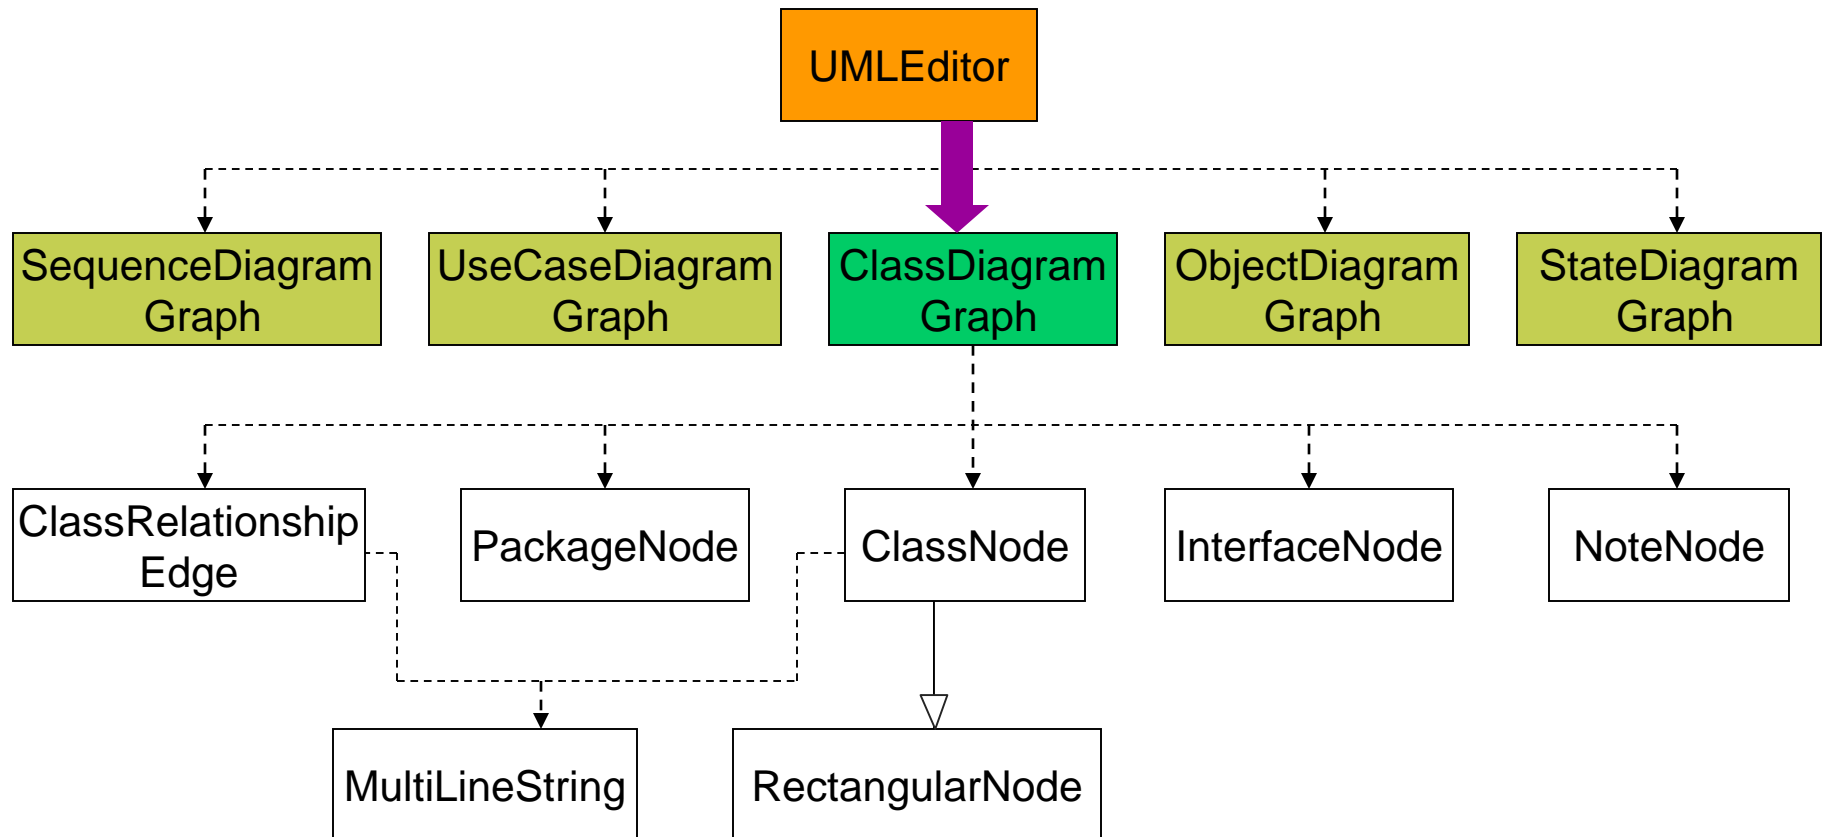 UMLEditor
SequenceDiagram
Graph
UseCaseDiagram
Graph
ClassDiagram
Graph
ObjectDiagram
Graph
StateDiagram
Graph
ClassRelationship
Edge
PackageNode
ClassNode
InterfaceNode
NoteNode
MultiLineString
RectangularNode